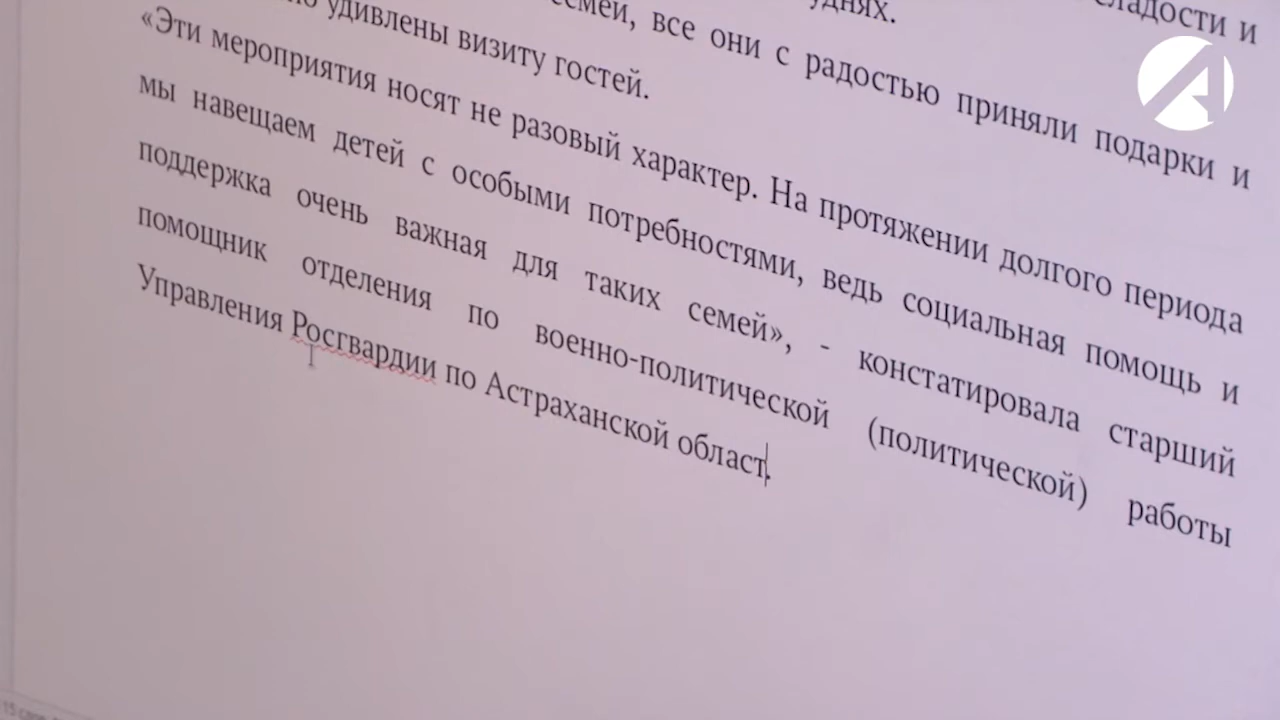 сладости и
семей, все они с радостью приняли подарки и
удивлены визиту гостей.
«Эти мероприятия носят не разовый характер. На протяжении долгого периода
мы навещаем детей с особыми потребностями, ведь социальная помощь и
поддержка очень важная для таких семей», - констатировала старший
помощник отделения по военно-политической (политической) работы
Управления Росгвардии по Астраханской област.